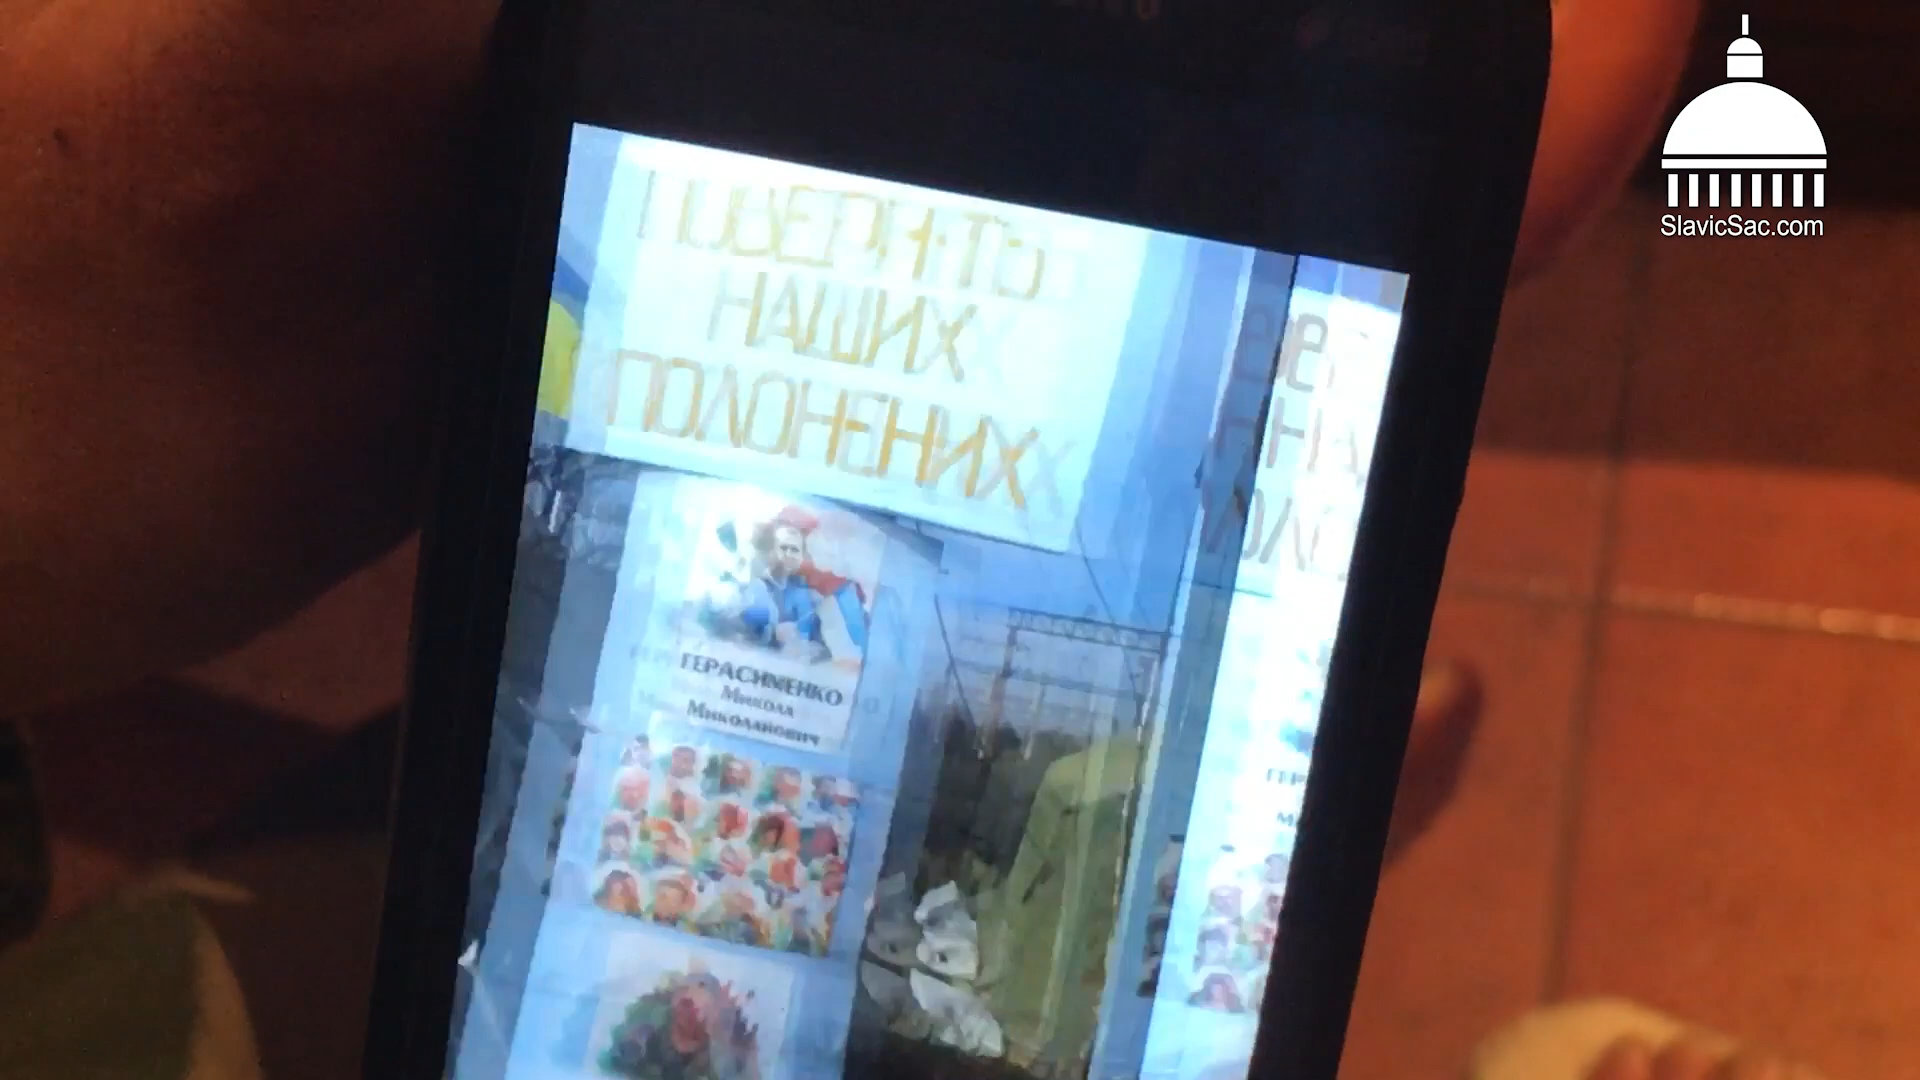 ПОВЕРНІТЬ
НАШИХ
ПОЛОНЕНИХ
ГЕРАСИМЕНКО
Микола
Миколайович
SlavicSac.com